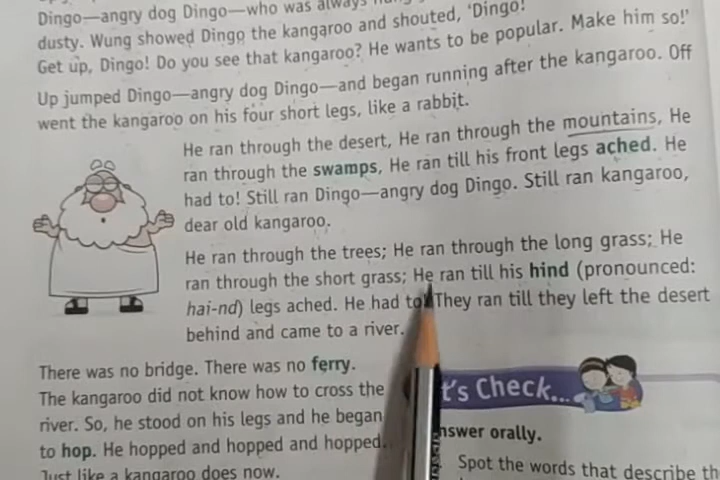 Dingo—angry dog Dingo—who was always
dusty. Wung showed Dingo the kangaroo and shouted, ‘Dingo!
Get up, Dingo! Do you see that kangaroo? He wants to be popular. Make him so!’
Up jumped Dingo—angry dog Dingo—and began running after the kangaroo. Off
went the kangaroo on his four short legs, like a rabbit.
He ran through the desert, He ran through the mountains, He
ran through the swamps, He ran till his front legs ached. He
had to! Still ran Dingo—angry dog Dingo. Still ran kangaroo,
dear old kangaroo.
He ran through the trees; He ran through the long grass; He
ran through the short grass; He ran till his hind (pronounced:
hai-nd) legs ached. He had to! They ran till they left the desert
behind and came to a river.
There was no bridge. There was no ferry.
The kangaroo did not know how to cross the
river. So, he stood on his legs and he began
to hop. He hopped and hopped and hopped.
Just like a kangaroo does now.
t’s Check...
nswer orally.
Spot the words that describe th